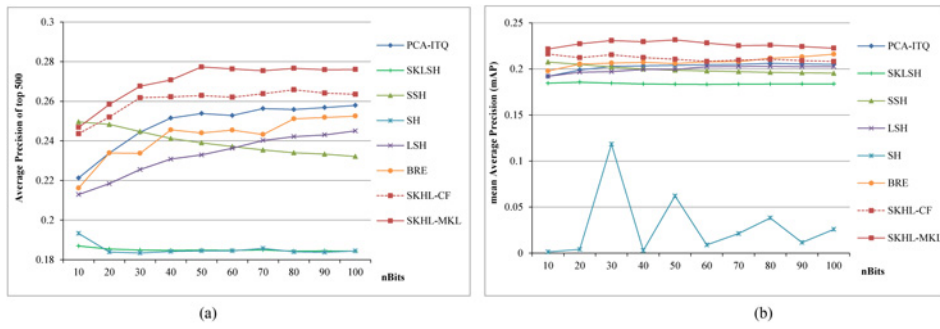 (a)
Average Precision of top 500
0.3
0.28
0.26
0.24
0.22
0.2
0.18
10 20 30 40 50 60 70 80 90 100
nBits
PCA-ITQ
SKLSH
SSH
SH
LSH
BRE
SKHL-CF
SKHL-MKL
(a)
(b)
mean Average Precision (mAP)
0.25
0.2
0.15
0.1
0.05
0
10 20 30 40 50 60 70 80 90 100
nBits
PCA-ITQ
SKLSH
SSH
LSH
SH
BRE
SKHL-CF
SKHL-MKL
(b)